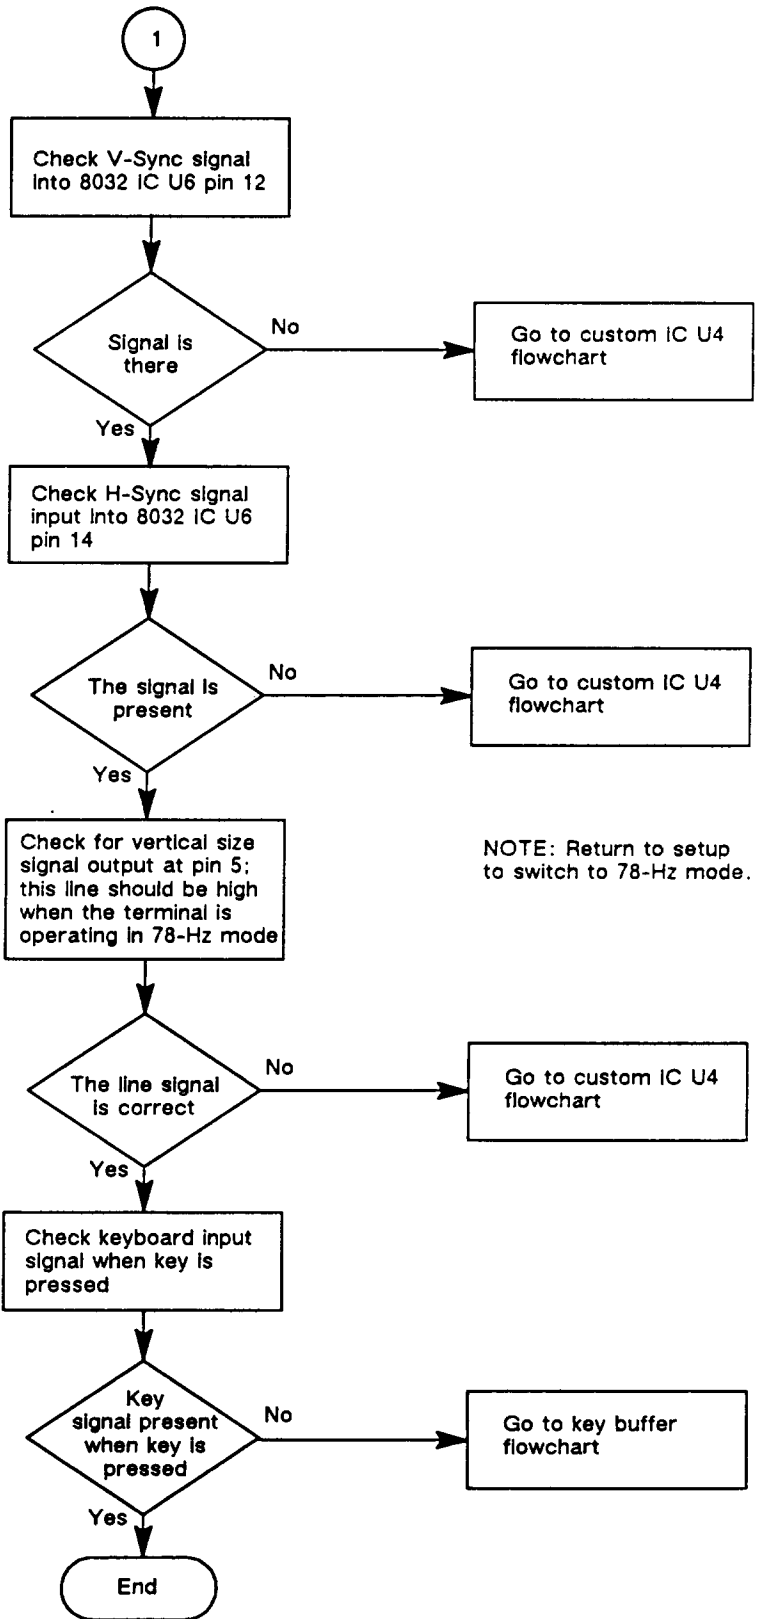 1
Check V-Sync signal
into 8032 IC U6 pin 12
Signal is
there
No
Go to custom IC U4
flowchart
Yes
Check H-Sync signal
input into 8032 IC U6
pin 14
The signal is
present
No
Go to custom IC U4
flowchart
Yes
Check for vertical size
signal output at pin 5;
this line should be high
when the terminal is
operating in 78-Hz mode
NOTE: Return to setup
to switch to 78-Hz mode.
The line signal
is correct
No
Go to custom IC U4
flowchart
Yes
Check keyboard input
signal when key is
pressed
Key
signal present
when key is
pressed
No
Go to key buffer
flowchart
Yes
End